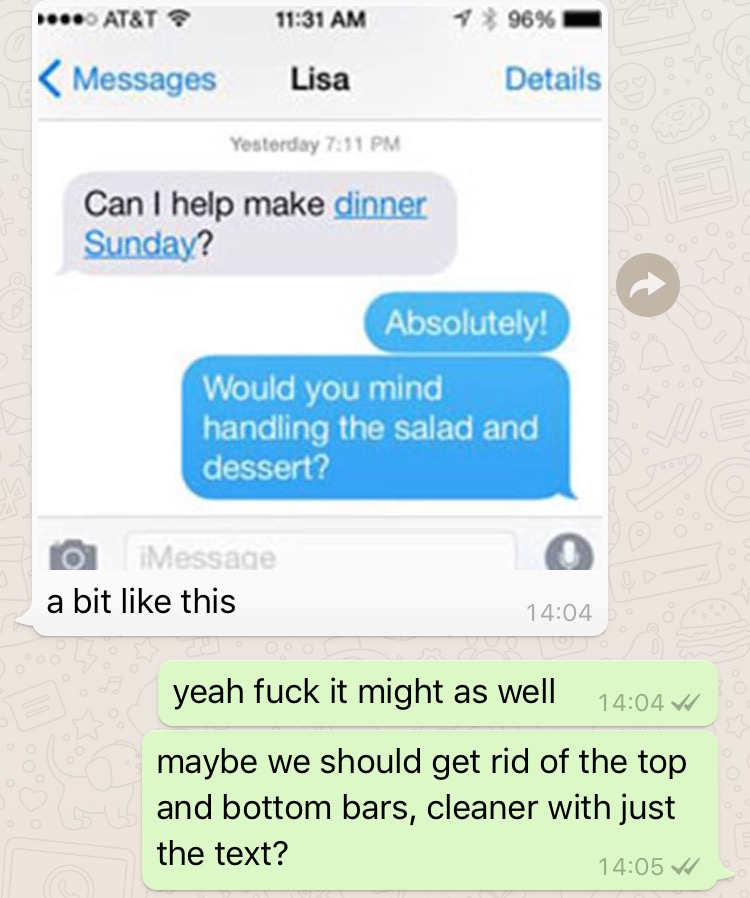 AT&T 11:31 AM 96%
Messages Lisa Details
Yesterday 7:11 PM
Can I help make dinner
Sunday?
Absolutely!
Would you mind
handling the salad and
dessert?
iMessage
a bit like this
14:04
yeah fuck it might as well 14:04
maybe we should get rid of the top
and bottom bars, cleaner with just
the text?
14:05